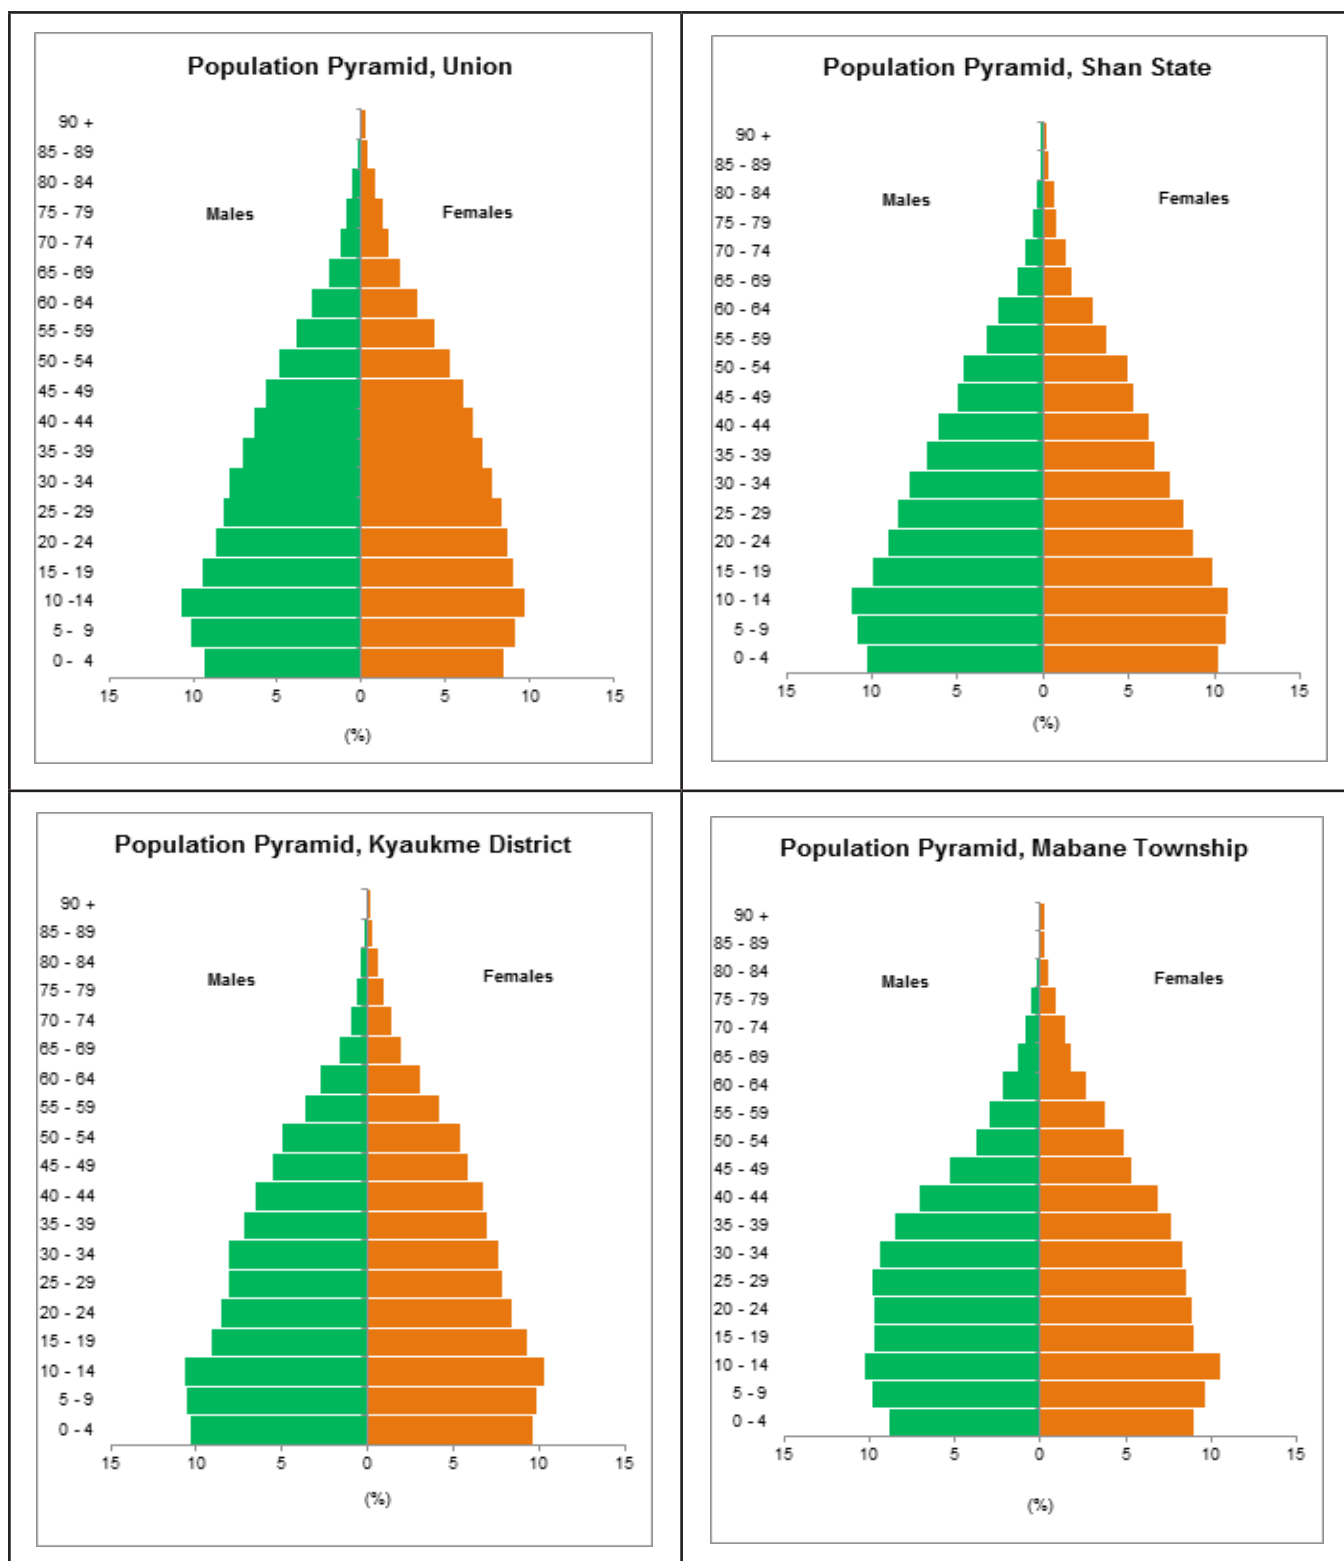 Population Pyramid, Union
90 +
85 - 89
80 - 84
75 - 79
70 - 74
65 - 69
60 - 64
55 - 59
50 - 54
45 - 49
40 - 44
35 - 39
30 - 34
25 - 29
20 - 24
15 - 19
10 -14
5 - 9
0 - 4
Males
Females
15 10 5 0 5 10 15
(%)
Population Pyramid, Shan State
90 +
85 - 89
80 - 84
75 - 79
70 - 74
65 - 69
60 - 64
55 - 59
50 - 54
45 - 49
40 - 44
35 - 39
30 - 34
25 - 29
20 - 24
15 - 19
10 - 14
5 - 9
0 - 4
Males
Females
15 10 5 0 5 10 15
(%)
Population Pyramid, Kyaukme District
90 +
85 - 89
80 - 84
75 - 79
70 - 74
65 - 69
60 - 64
55 - 59
50 - 54
45 - 49
40 - 44
35 - 39
30 - 34
25 - 29
20 - 24
15 - 19
10 - 14
5 - 9
0 - 4
Males
Females
15 10 5 0 5 10 15
(%)
Population Pyramid, Mabane Township
90 +
85 - 89
80 - 84
75 - 79
70 - 74
65 - 69
60 - 64
55 - 59
50 - 54
45 - 49
40 - 44
35 - 39
30 - 34
25 - 29
20 - 24
15 - 19
10 - 14
5 - 9
0 - 4
Males
Females
15 10 5 0 5 10 15
(%)